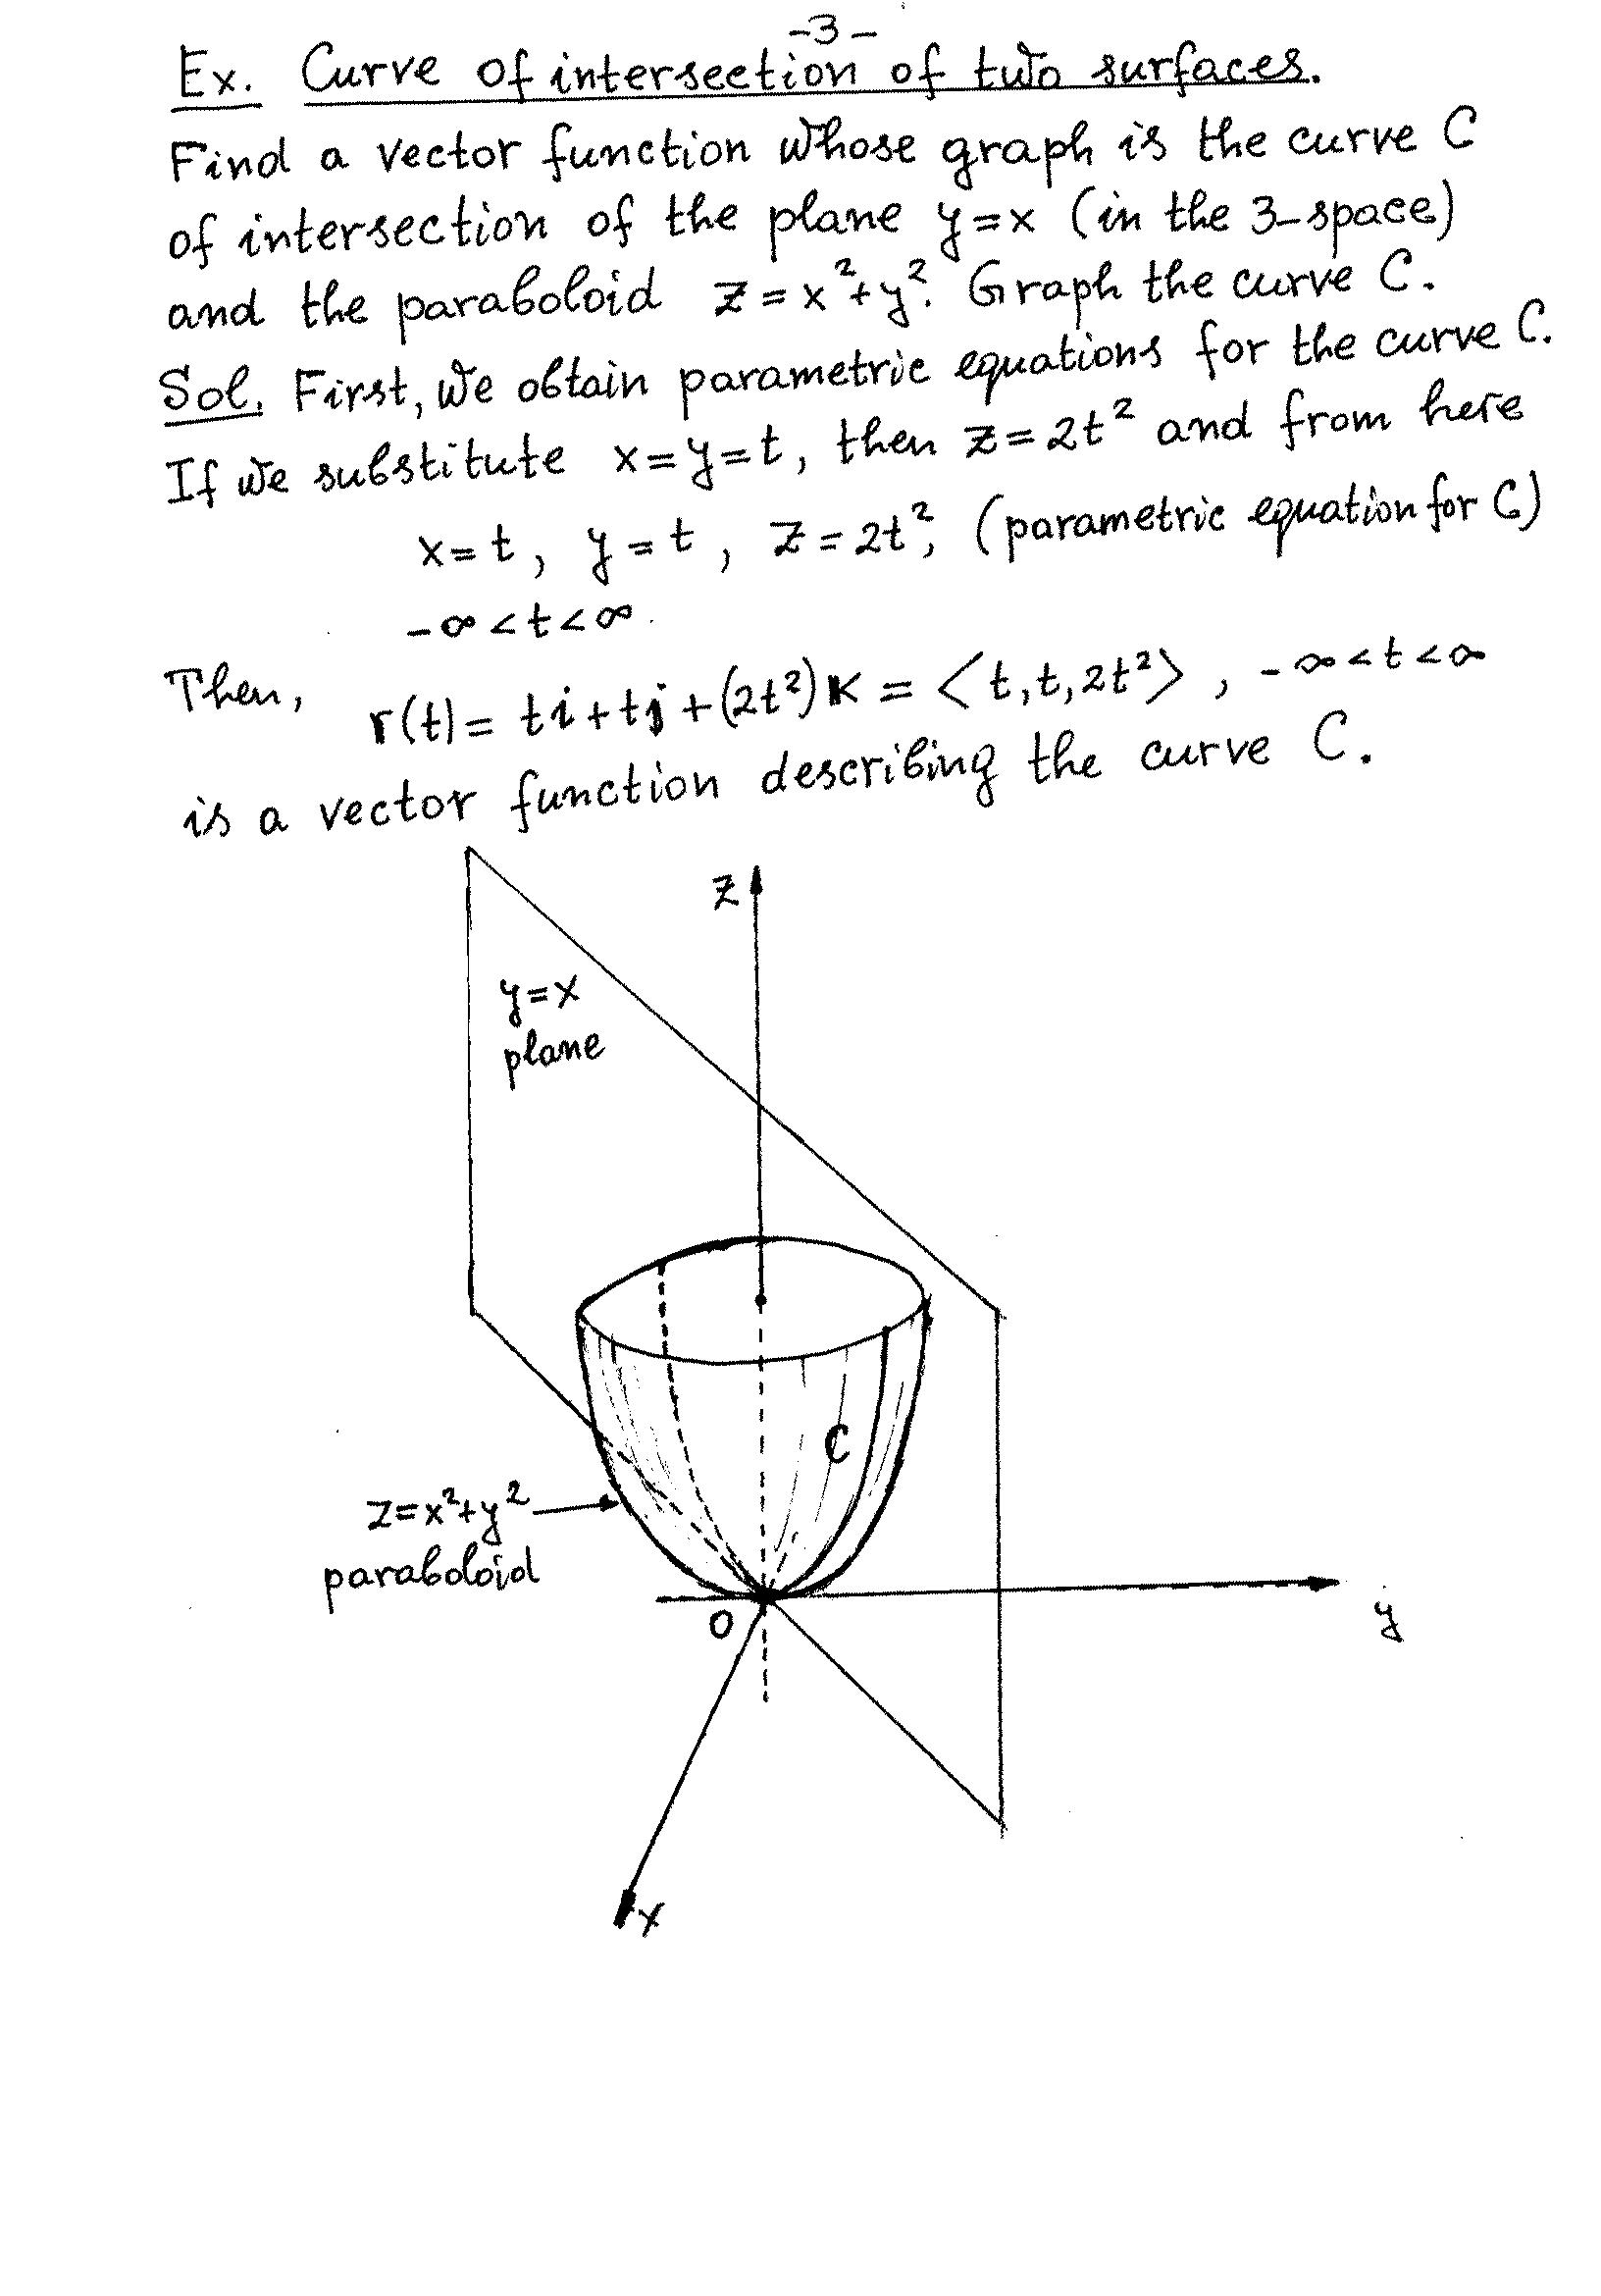 -3-
Ex. Curve of intersection of two surfaces.
Find a vector function whose graph is the curve C
of intersection of the plane y=x (in the 3-space)
and the paraboloid z=x²+y². Graph the curve C.
Sol. First, we obtain parametric equations for the curve C.
If we substitute x=y=t, then z=2t² and from here
x=t, y=t, z=2t², (parametric equation for C)
-∞<t<∞.
Then, r(t)= ti+tj+(2t²)k = <t,t,2t²>, -∞<t<∞
is a vector function describing the curve C.
z
y=x
plane
C
z=x²+y²
paraboloid
O
y
x